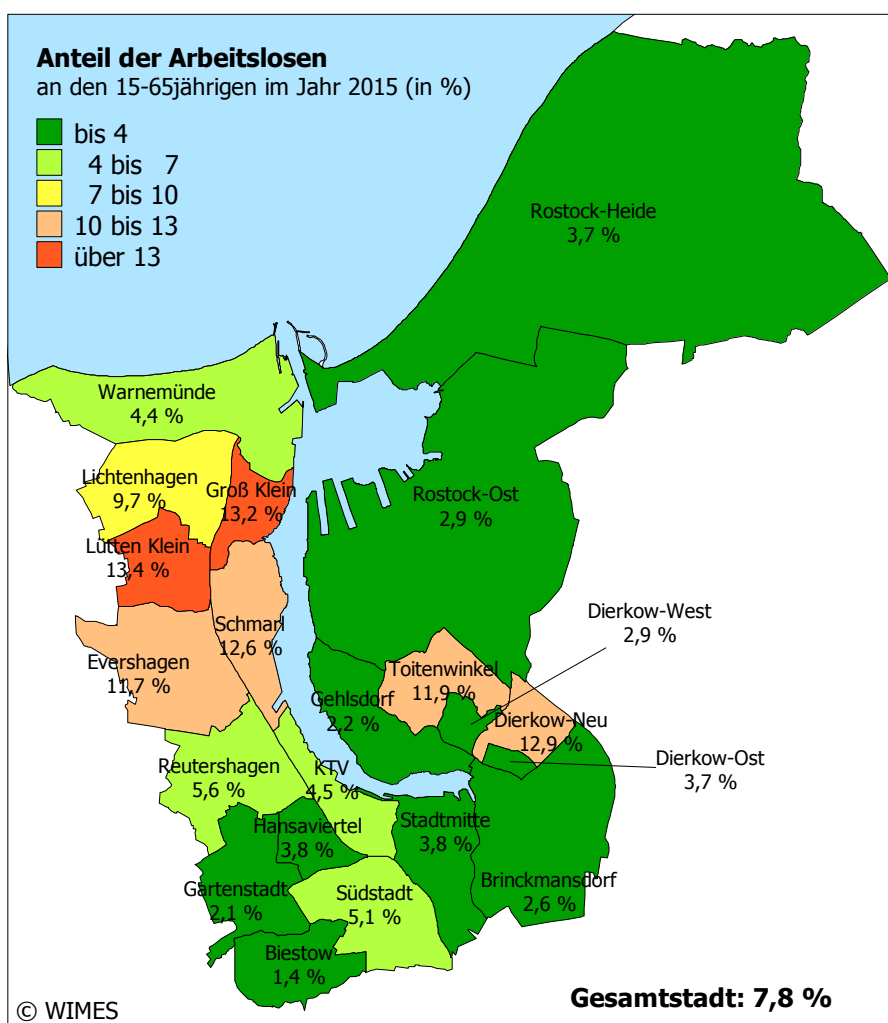 Anteil der Arbeitslosen
an den 15-65jährigen im Jahr 2015 (in %)
bis 4
4 bis 7
7 bis 10
10 bis 13
über 13
Rostock-Heide
3,7 %
Warnemünde
4,4 %
Lichtenhagen
9,7 %
Groß Klein
13,2 %
Rostock-Ost
2,9 %
Lütten Klein
13,4 %
Dierkow-West
2,9 %
Schmarl
12,6 %
Evershagen
11,7 %
Toitenwinkel
11,9 %
Gehlsdorf
2,2 %
Dierkow-Neu
12,9 %
Dierkow-Ost
3,7 %
Reutershagen
5,6 %
KTV
4,5 %
Hansaviertel
3,8 %
Stadtmitte
3,8 %
Gartenstadt
2,1 %
Südstadt
5,1 %
Brinckmansdorf
2,6 %
Biestow
1,4 %
Gesamtstadt: 7,8 %
© WIMES